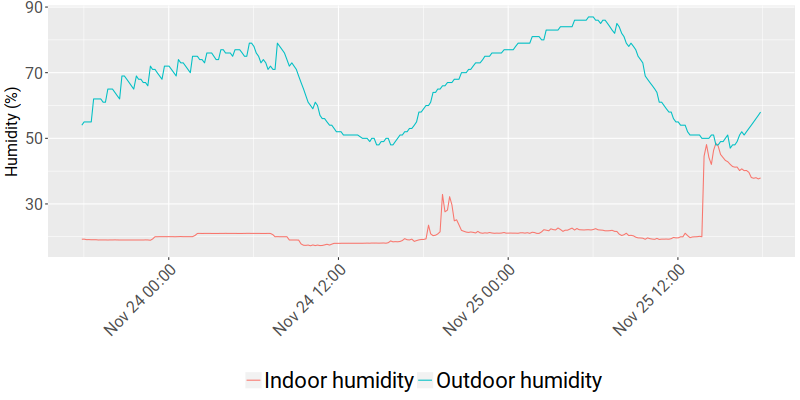 90
70
50
30
Humidity (%)
Nov 24 00:00
Nov 24 12:00
Nov 25 00:00
Nov 25 12:00
Indoor humidity Outdoor humidity